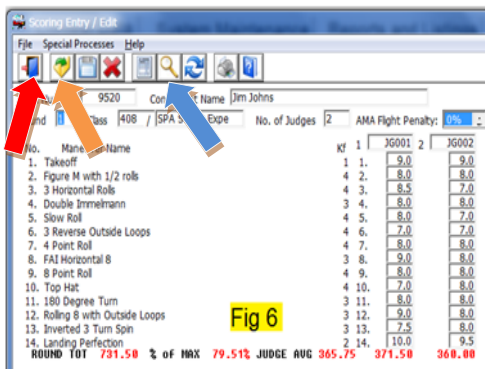 Scoring Entry / Edit
File Special Processes Help
9520 Name Jim Johns
1 408 / SPA Expe No. of Judges 2 AMA Flight Penalty: 0%
No. Name Kf 1 JG001 2 JG002
1. Takeoff 1 1. 9.0 9.0
2. Figure M with 1/2 rolls 4 2. 8.0 8.0
3. 3 Horizontal Rolls 4 3. 8.5 7.0
4. Double Immelmann 3 4. 8.0 8.0
5. Slow Roll 4 5. 8.0 7.0
6. 3 Reverse Outside Loops 4 6. 7.0 7.0
7. 4 Point Roll 4 7. 8.0 8.0
8. FAI Horizontal 8 3 8. 9.0 8.0
9. 8 Point Roll 4 9. 8.0 8.0
10. Top Hat 4 10. 7.0 8.0
11. 180 Degree Turn 3 11. 8.0 8.0
12. Rolling 8 with Outside Loops 3 12. 9.0 8.0
13. Inverted 3 Turn Spin 3 13. 7.5 8.0
14. Landing Perfection 2 14. 10.0 9.5
Fig 6
ROUND TOT 731.50 % of MAX 79.51% JUDGE AVG 365.75 371.50 360.00